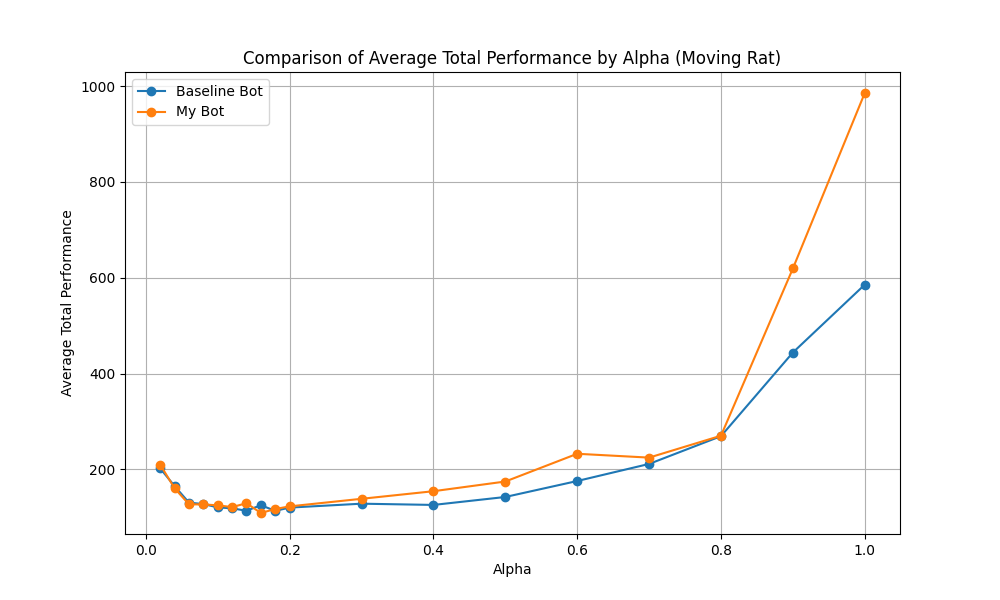 Comparison of Average Total Performance by Alpha (Moving Rat)
Baseline Bot
My Bot
Average Total Performance
1000
800
600
400
200
0.0 0.2 0.4 0.6 0.8 1.0
Alpha